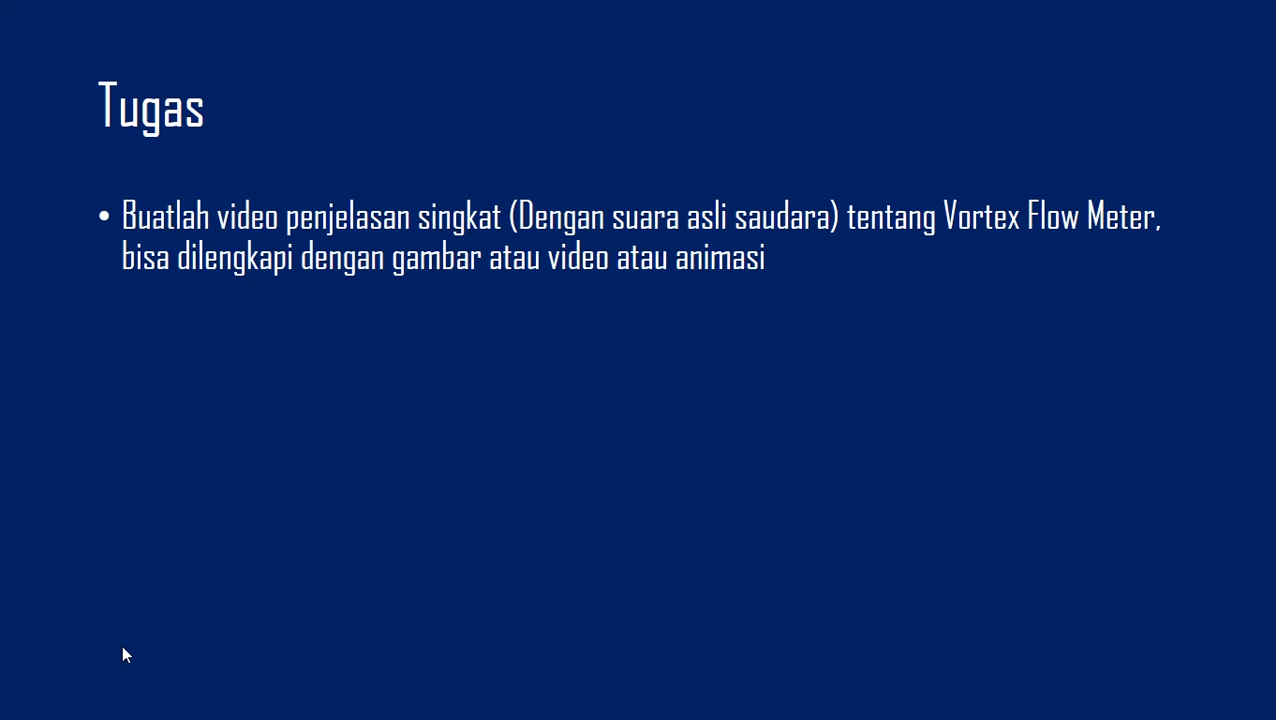 Tugas
• Buatlah video penjelasan singkat (Dengan suara asli saudara) tentang Vortex Flow Meter,
bisa dilengkapi dengan gambar atau video atau animasi